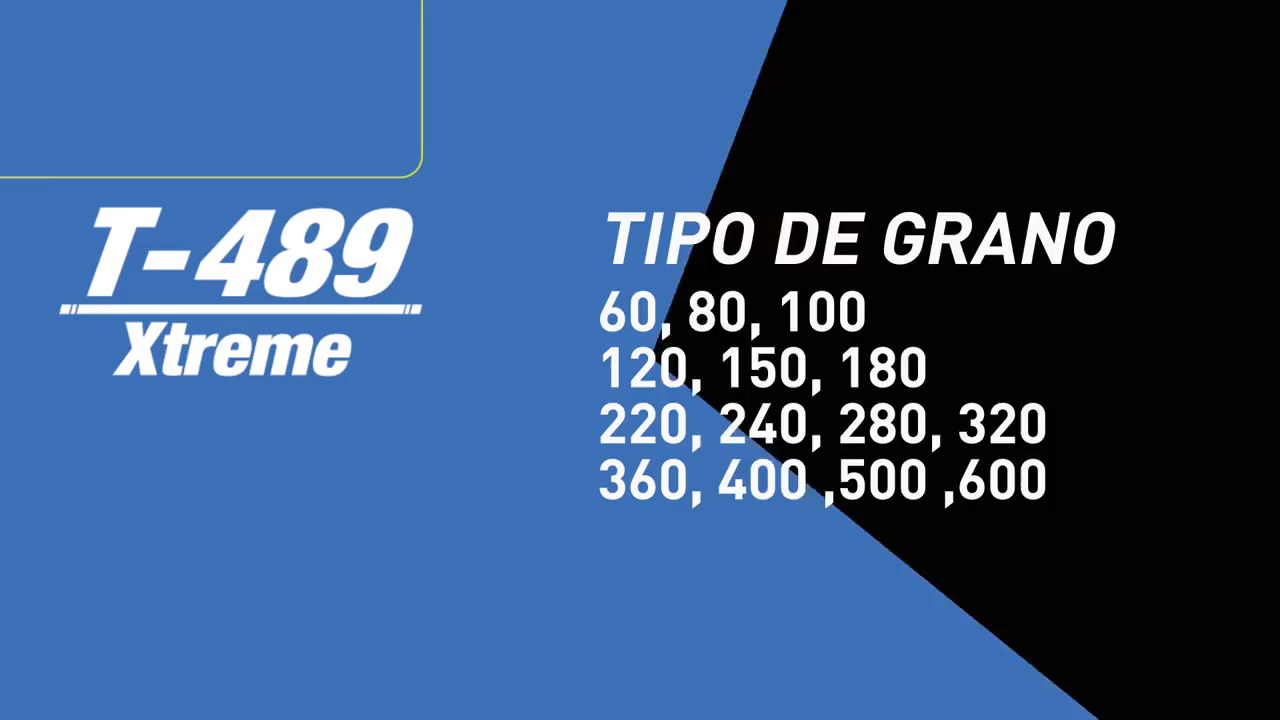 T-489
Xtreme
TIPO DE GRANO
60, 80, 100
120, 150, 180
220, 240, 280, 320
360, 400 ,500 ,600